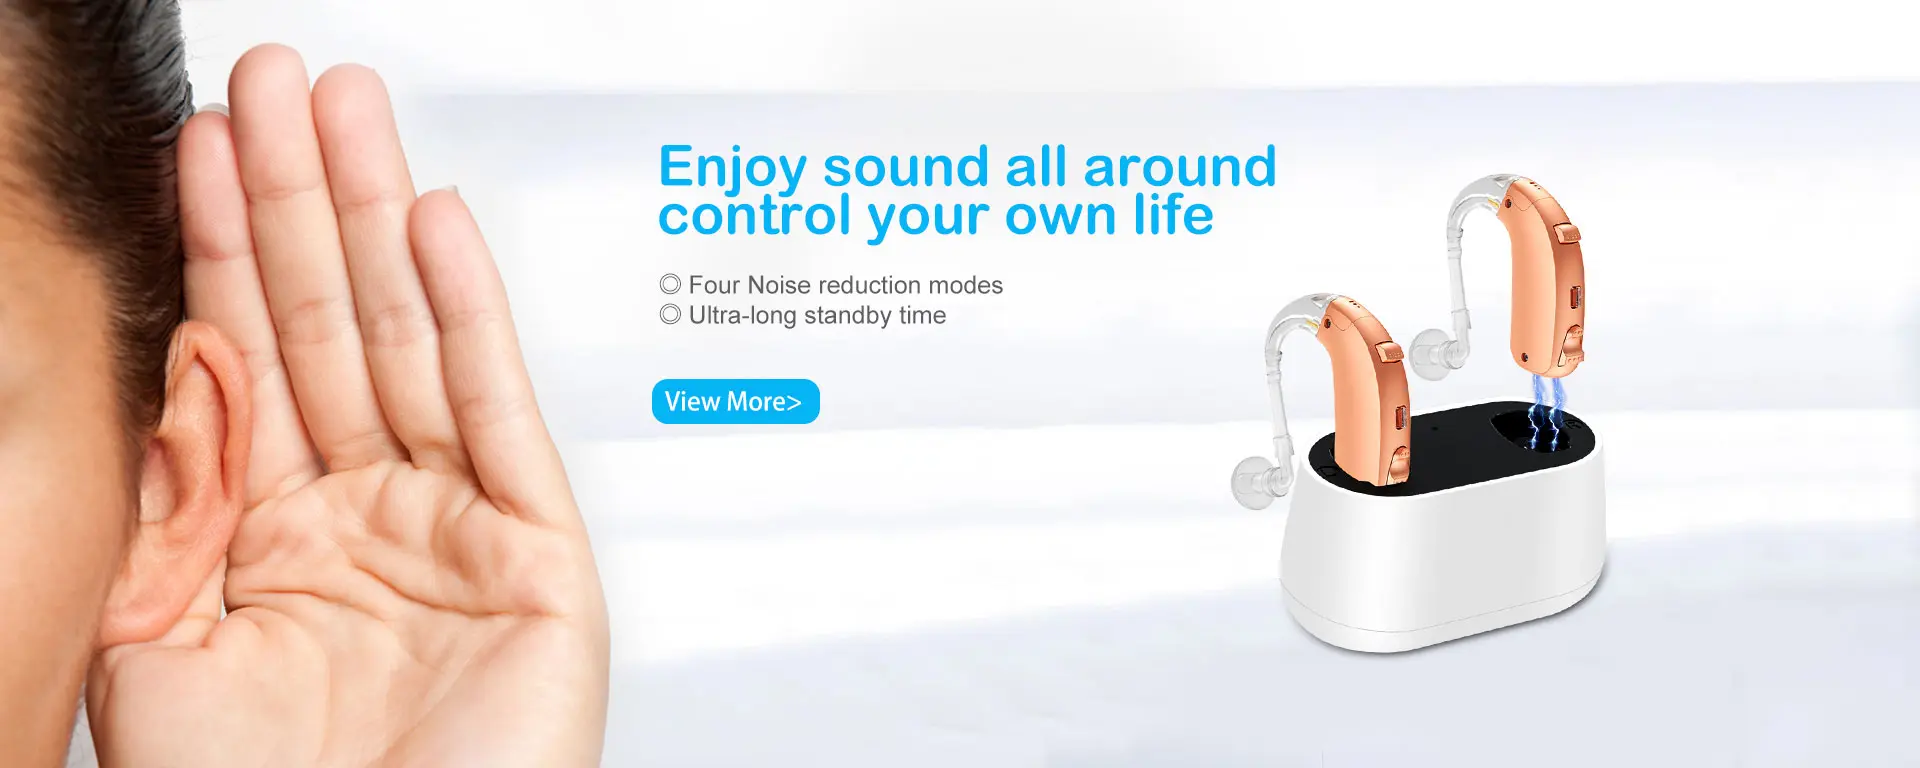 Enjoy sound all around
control your own life
◎ Four Noise reduction modes
◎ Ultra-long standby time
View More>